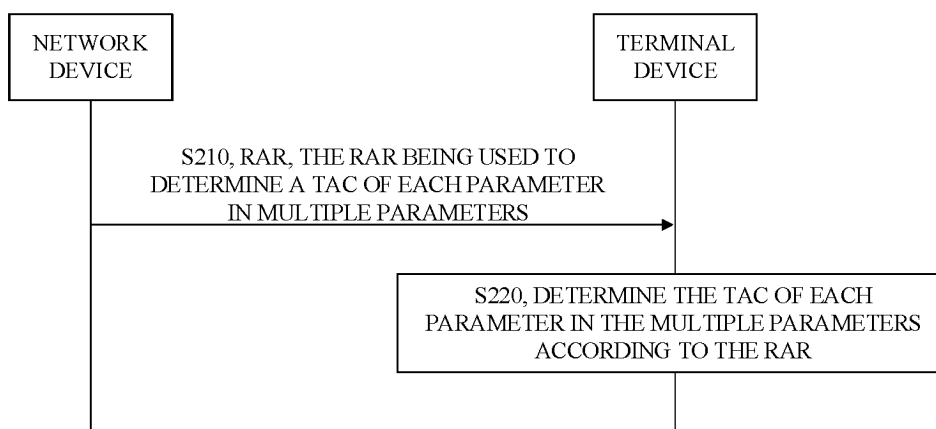 NETWORK
DEVICE
TERMINAL
DEVICE
S210, RAR, THE RAR BEING USED TO
DETERMINE A TAC OF EACH PARAMETER
IN MULTIPLE PARAMETERS
S220, DETERMINE THE TAC OF EACH
PARAMETER IN THE MULTIPLE PARAMETERS
ACCORDING TO THE RAR